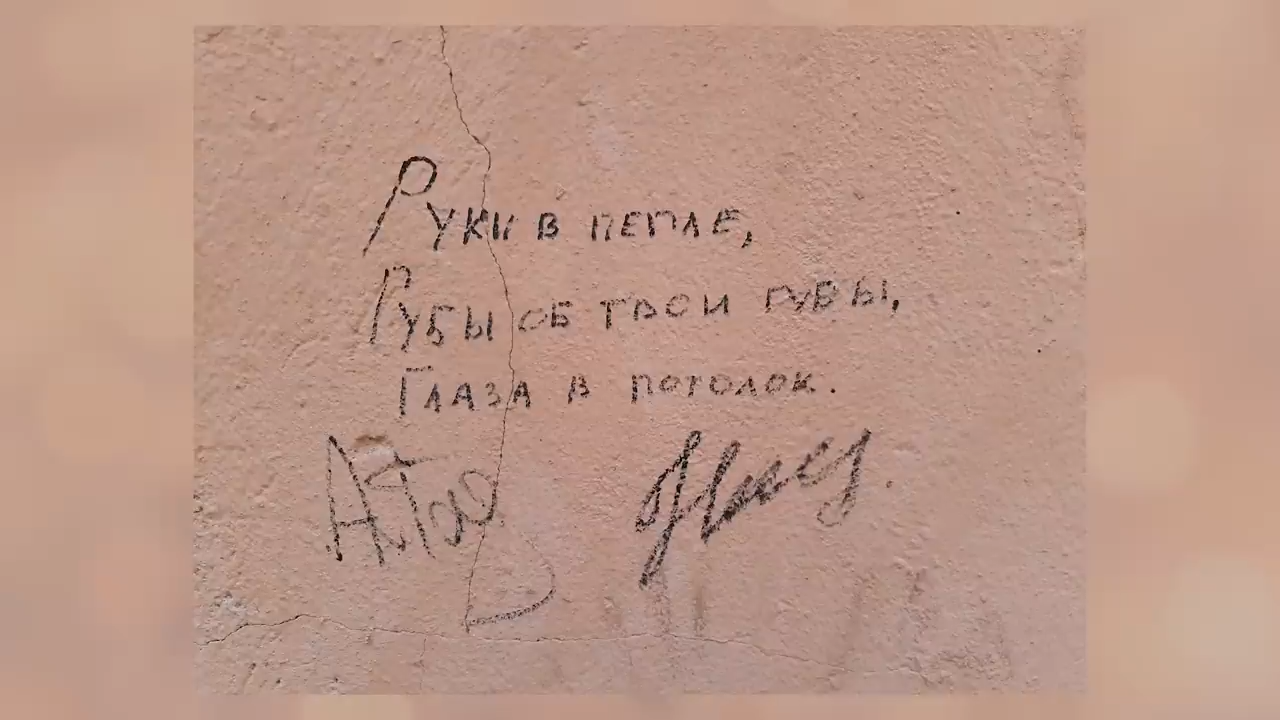 Руки в пепле,
Рубы об твои губы,
Глаза в потолок.